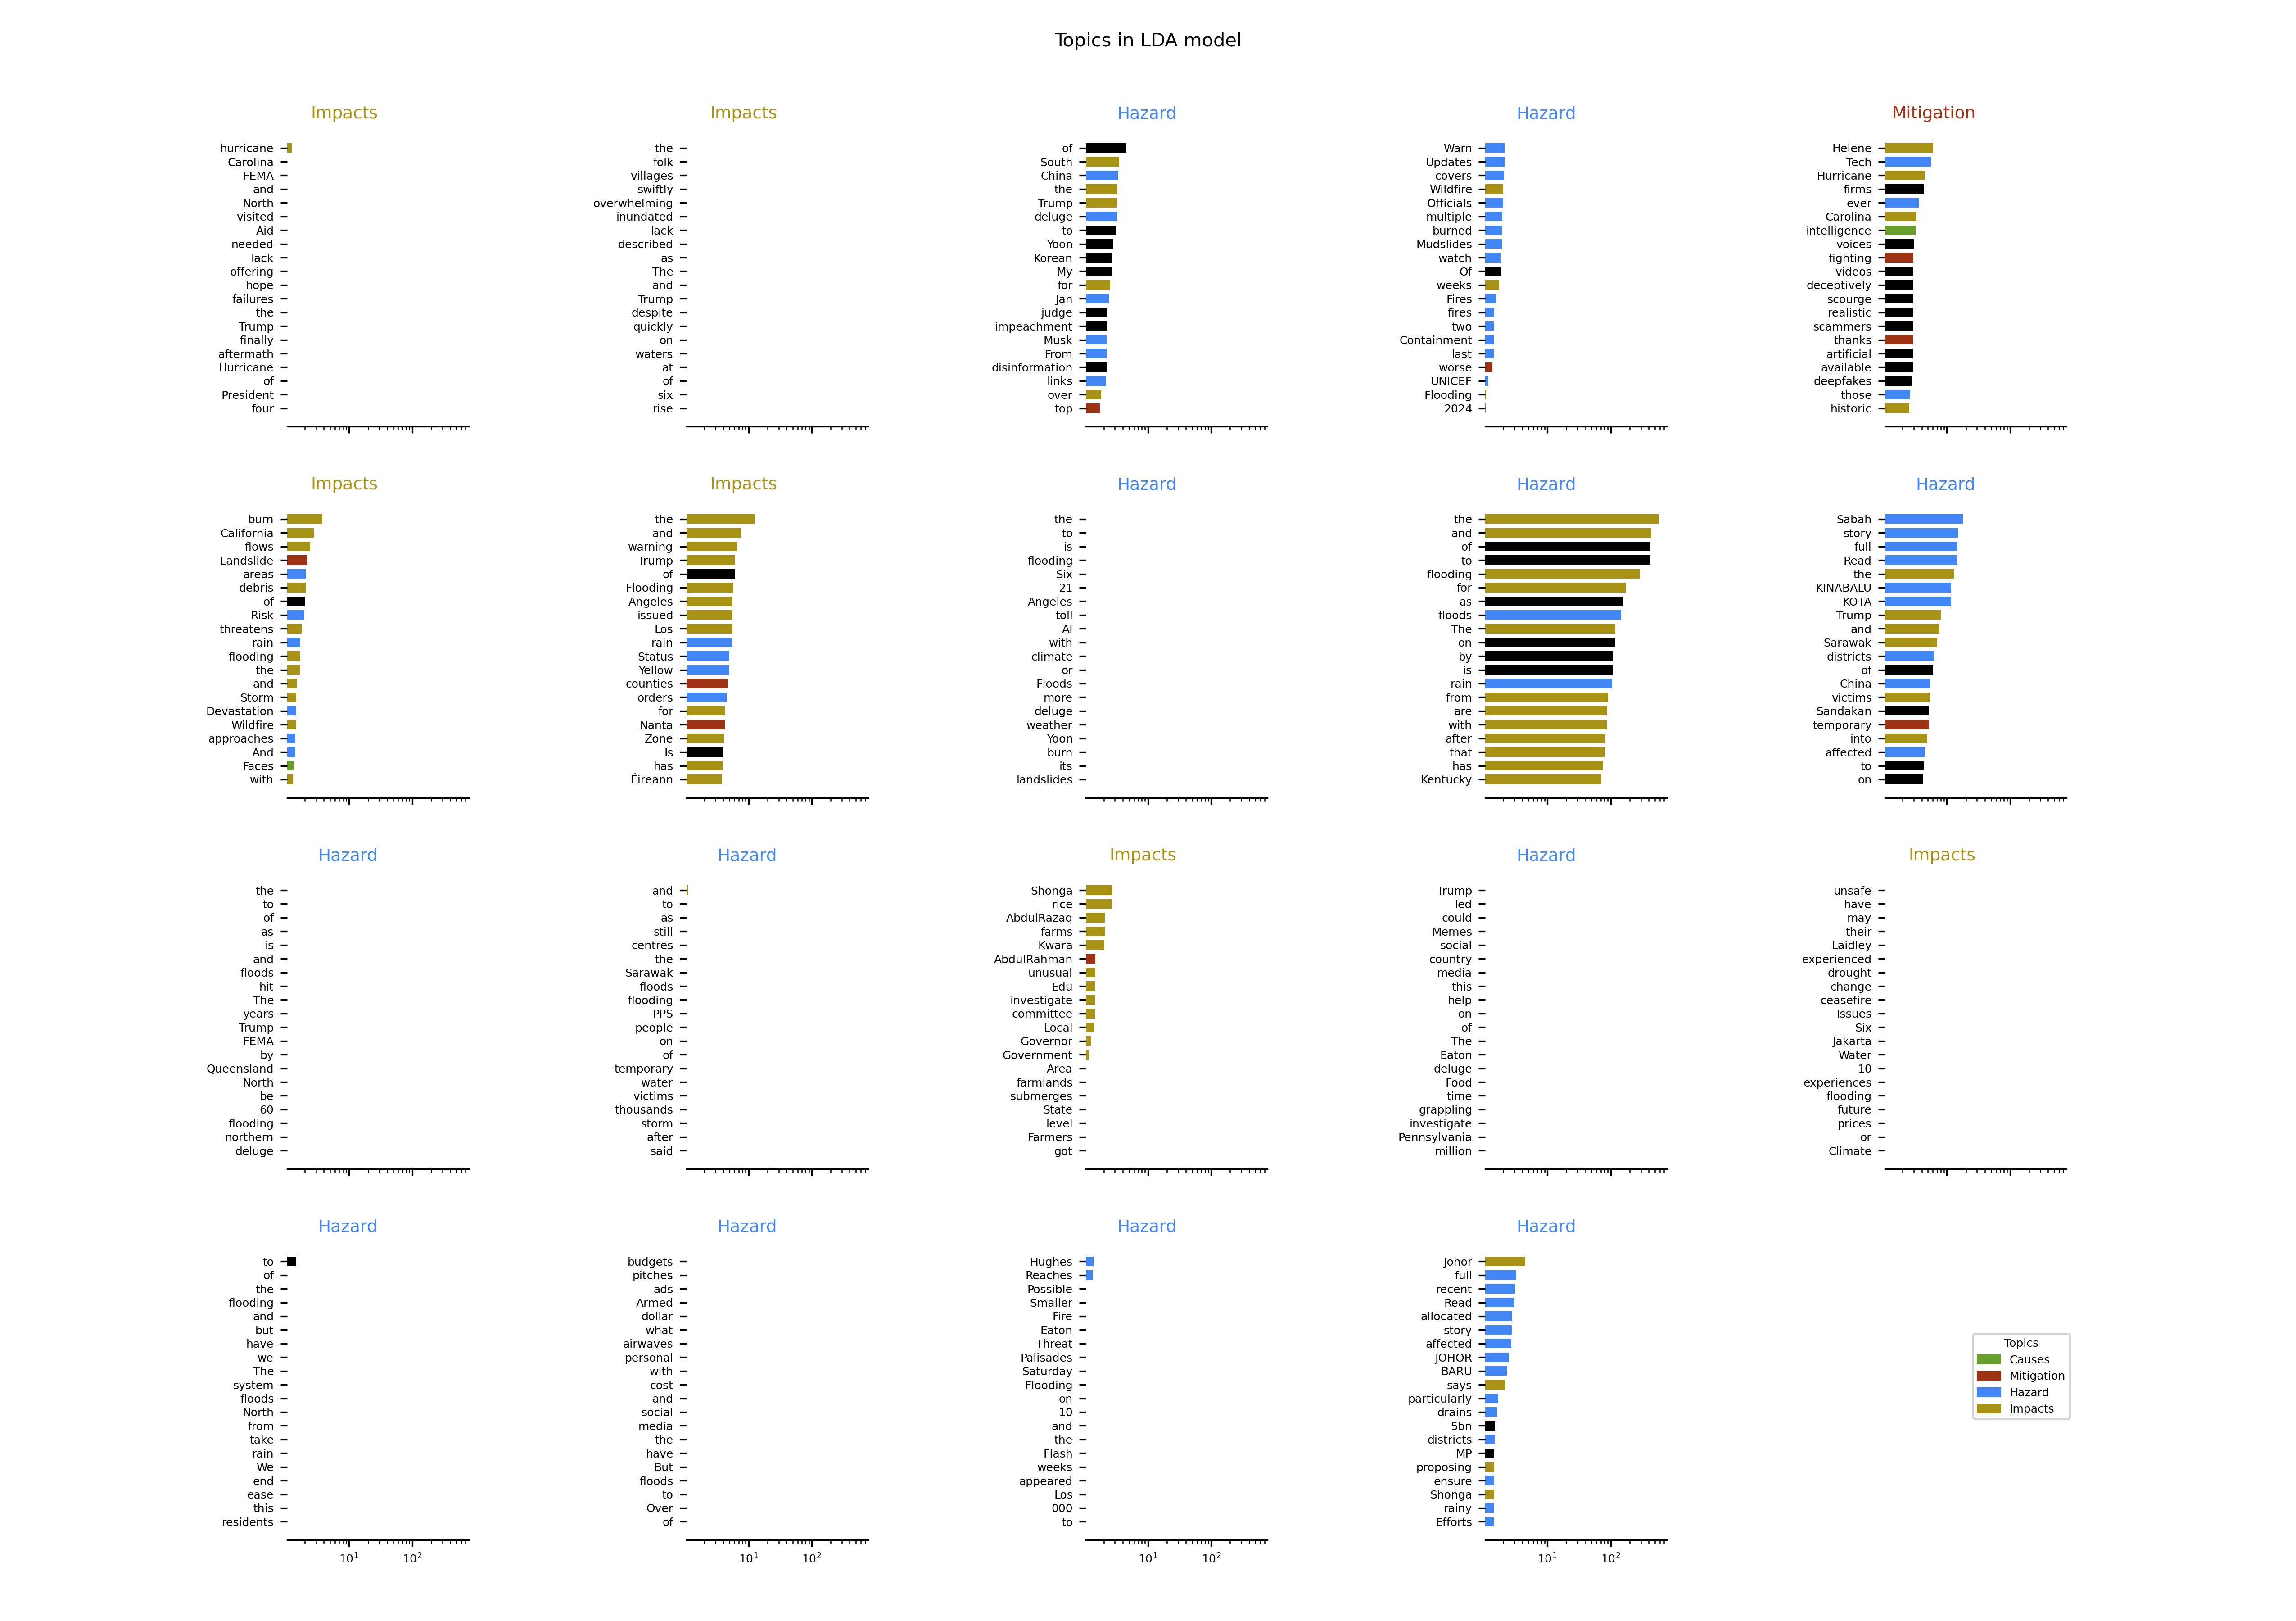 Topics in LDA model
Impacts
hurricane
Carolina
FEMA
and
North
visited
Aid
needed
lack
offering
hope
failures
the
Trump
finally
aftermath
Hurricane
of
President
four
Impacts
the
folk
villages
swiftly
overwhelming
inundated
lack
described
as
The
and
Trump
despite
quickly
on
waters
at
of
six
rise
Hazard
of
South
China
the
Trump
deluge
to
Yoon
Korean
My
for
Jan
judge
impeachment
Musk
From
disinformation
links
over
top
Hazard
Warn
Updates
covers
Wildfire
Officials
multiple
burned
Mudslides
watch
Of
weeks
Fires
fires
two
Containment
last
worse
UNICEF
Flooding
2024
Mitigation
Helene
Tech
Hurricane
firms
ever
Carolina
intelligence
voices
fighting
videos
deceptively
scourge
realistic
scammers
thanks
artificial
available
deepfakes
those
historic
Impacts
burn
California
flows
Landslide
areas
debris
of
Risk
threatens
rain
flooding
the
and
Storm
Devastation
Wildfire
approaches
And
Faces
with
Impacts
the
and
warning
Trump
of
Flooding
Angeles
issued
Los
rain
Status
Yellow
counties
orders
for
Nanta
Zone
Is
has
Éireann
Hazard
the
to
is
flooding
Six
21
Angeles
toll
AI
with
climate
or
Floods
more
deluge
weather
Yoon
burn
its
landslides
Hazard
the
and
of
to
flooding
for
as
floods
The
on
by
is
rain
from
are
with
after
that
has
Kentucky
Hazard
Sabah
story
full
Read
the
KINABALU
KOTA
Trump
and
Sarawak
districts
of
China
victims
Sandakan
temporary
into
affected
to
on
Hazard
the
to
of
as
is
and
floods
hit
The
years
Trump
FEMA
by
Queensland
North
be
60
flooding
northern
deluge
Hazard
and
to
as
still
centres
the
Sarawak
floods
flooding
PPS
people
on
of
temporary
water
victims
thousands
storm
after
said
Impacts
Shonga
rice
AbdulRazaq
farms
Kwara
AbdulRahman
unusual
Edu
investigate
committee
Local
Governor
Government
Area
farmlands
submerges
State
level
Farmers
got
Hazard
Trump
led
could
Memes
social
country
media
this
help
on
of
The
Eaton
deluge
Food
time
grappling
investigate
Pennsylvania
million
Impacts
unsafe
have
may
their
Laidley
experienced
drought
change
ceasefire
Issues
Six
Jakarta
Water
10
experiences
flooding
future
prices
or
Climate
Hazard
to
of
the
flooding
and
but
have
we
The
system
floods
North
from
take
rain
We
end
ease
this
residents
10¹ 10²
Hazard
budgets
pitches
ads
Armed
dollar
what
airwaves
personal
with
cost
and
social
media
the
have
But
floods
to
Over
of
10¹ 10²
Hazard
Hughes
Reaches
Possible
Smaller
Fire
Eaton
Threat
Palisades
Saturday
Flooding
on
10
and
the
Flash
weeks
appeared
Los
000
to
10¹ 10²
Hazard
Johor
full
recent
Read
allocated
story
affected
JOHOR
BARU
says
particularly
drains
5bn
districts
MP
proposing
ensure
Shonga
rainy
Efforts
10¹ 10²
Topics
Causes
Mitigation
Hazard
Impacts